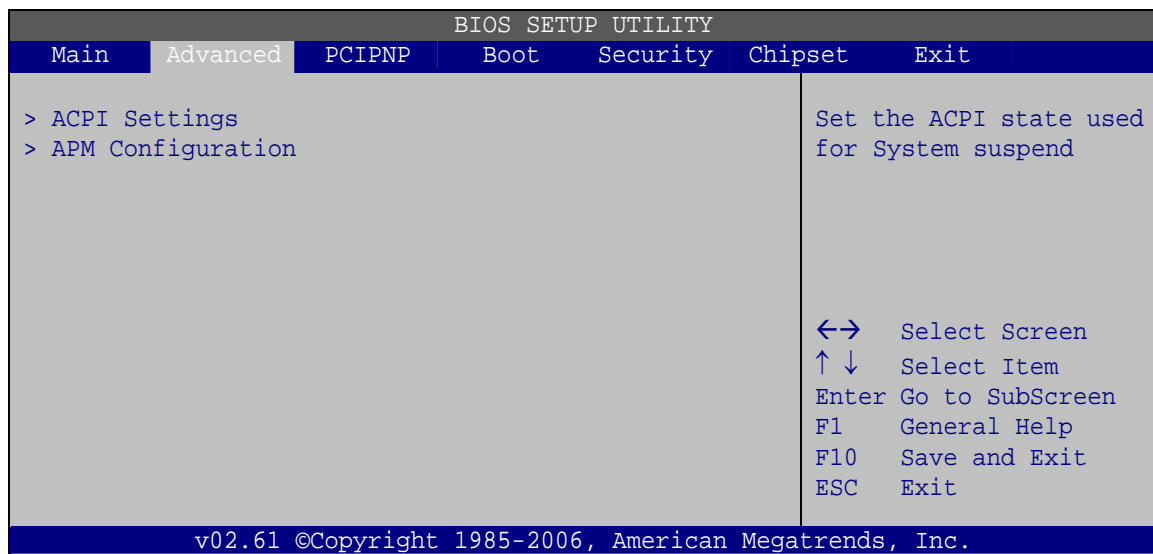 BIOS SETUP UTILITY
Main Advanced PCIPNP Boot Security Chipset Exit
> ACPI Settings
> APM Configuration
Set the ACPI state used
for System suspend
←→ Select Screen
↑ ↓ Select Item
Enter Go to SubScreen
F1 General Help
F10 Save and Exit
ESC Exit
v02.61 ©Copyright 1985-2006, American Megatrends, Inc.